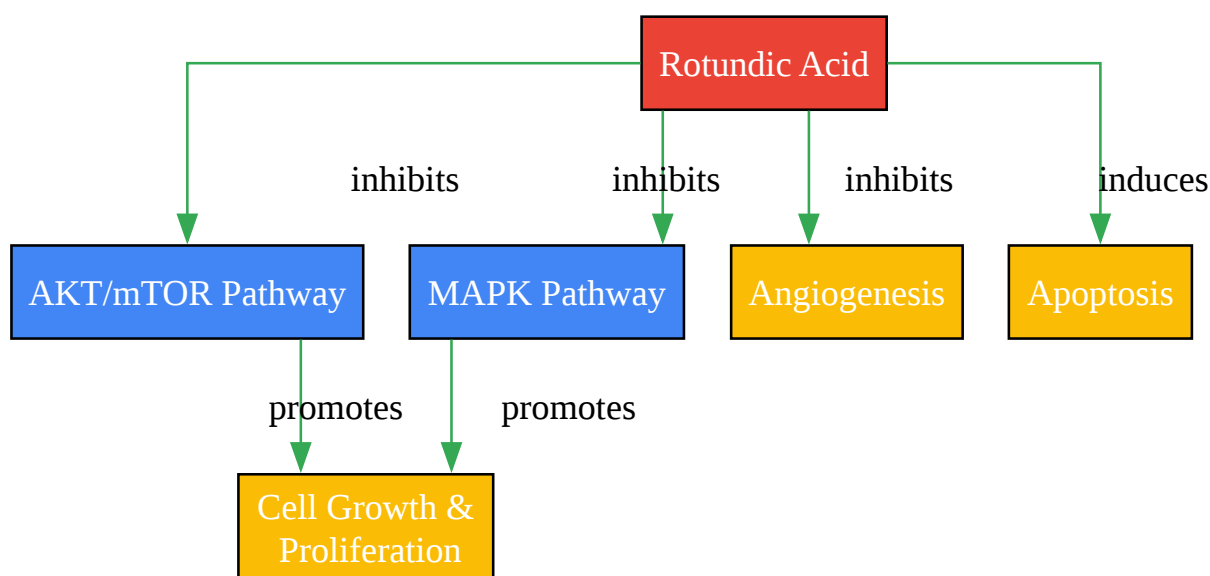 Rotundic Acid
inhibits
inhibits
inhibits
induces
AKT/mTOR Pathway
MAPK Pathway
Angiogenesis
Apoptosis
promotes
promotes
Cell Growth &
Proliferation